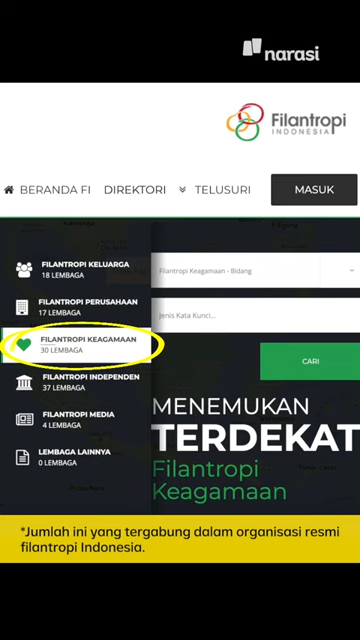 narasi
Filantropi
INDONESIA
BERANDA FI DIREKTORI TELUSURI MASUK
FILANTROPI KELUARGA
18 LEMBAGA
FILANTROPI PERUSAHAAN
17 LEMBAGA
FILANTROPI KEAGAMAAN
30 LEMBAGA
FILANTROPI INDEPENDEN
37 LEMBAGA
FILANTROPI MEDIA
4 LEMBAGA
LEMBAGA LAINNYA
0 LEMBAGA
Filantropi Keagamaan - Bidang
Jenis Kata Kunci...
CARI
MENEMUKAN
TERDEKAT
Filantropi
Keagamaan
*Jumlah ini yang tergabung dalam organisasi resmi
filantropi Indonesia.